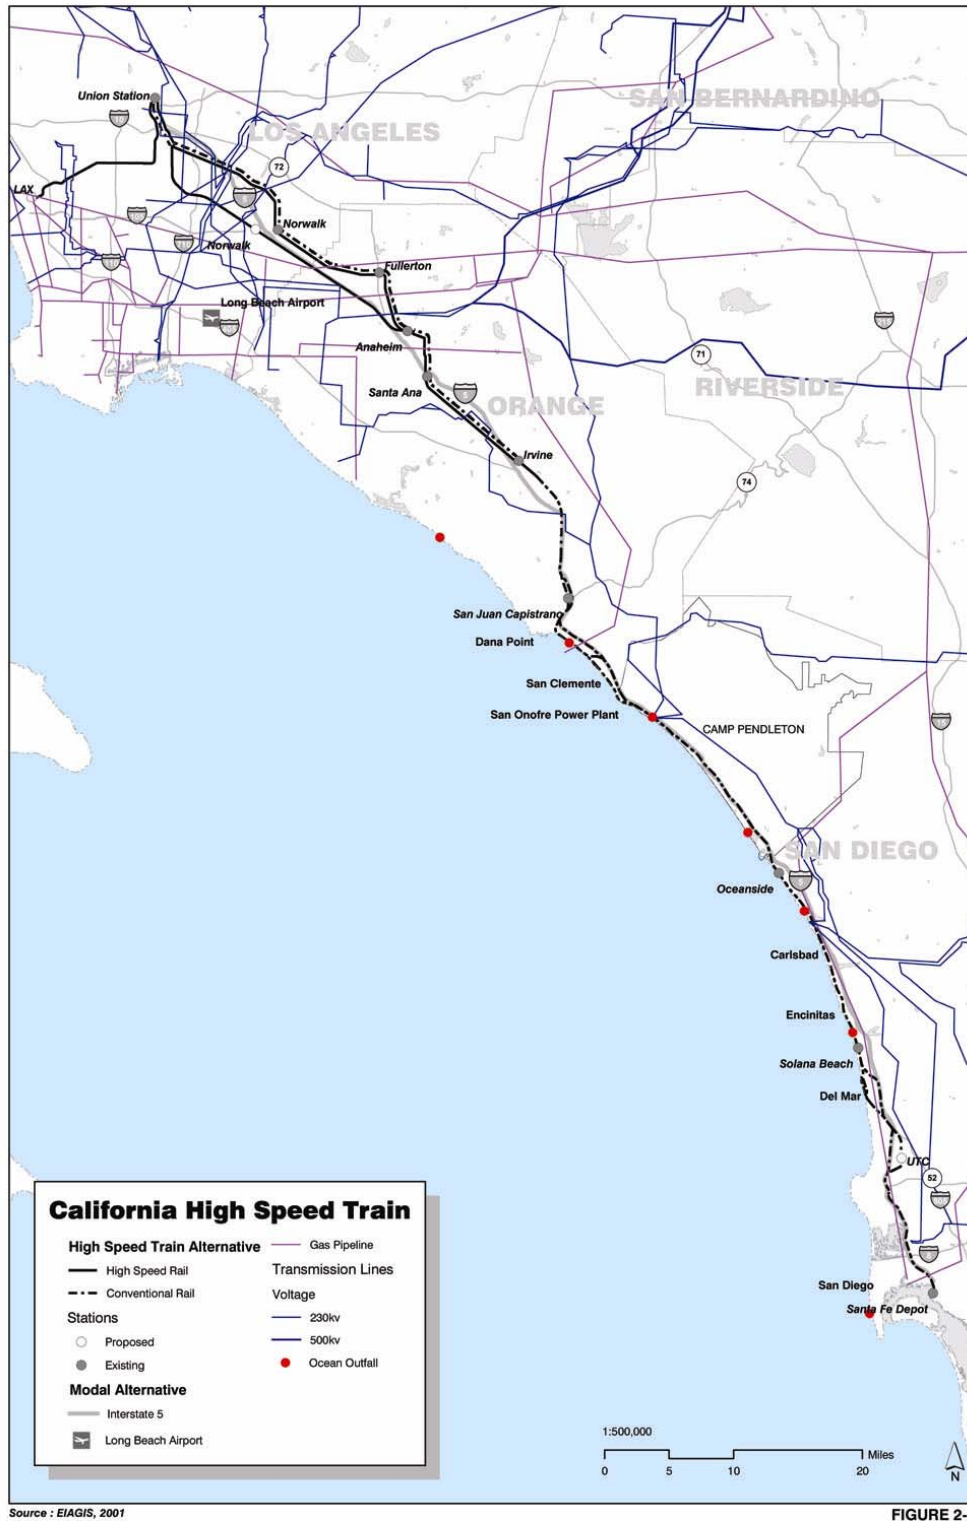 SAN BERNARDINO
Union Station
10
LOS ANGELES
72
LAX
5
Norwalk
Norwalk
Fullerton
Long Beach Airport
Anaheim
71
RIVERSIDE
Santa Ana
5
ORANGE
Irvine
74
San Juan Capistrano
Dana Point
San Clemente
San Onofre Power Plant
15
CAMP PENDLETON
SAN DIEGO
Oceanside
5
Carlsbad
Encinitas
Solana Beach
Del Mar
UTC
52
San Diego
Santa Fe Depot
California High Speed Train
High Speed Train Alternative
High Speed Rail
Conventional Rail
Stations
Proposed
Existing
Modal Alternative
Interstate 5
Long Beach Airport
Gas Pipeline
Transmission Lines
Voltage
230kv
500kv
Ocean Outfall
1:500,000
Miles
0 5 10 20
N
Source : EIAGIS, 2001
FIGURE 2-